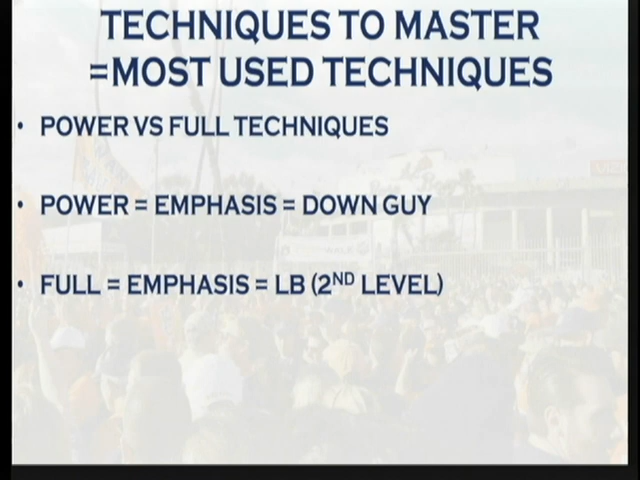 TECHNIQUES TO MASTER
=MOST USED TECHNIQUES
• POWER VS FULL TECHNIQUES
• POWER = EMPHASIS = DOWN GUY
• FULL = EMPHASIS = LB (2ND LEVEL)